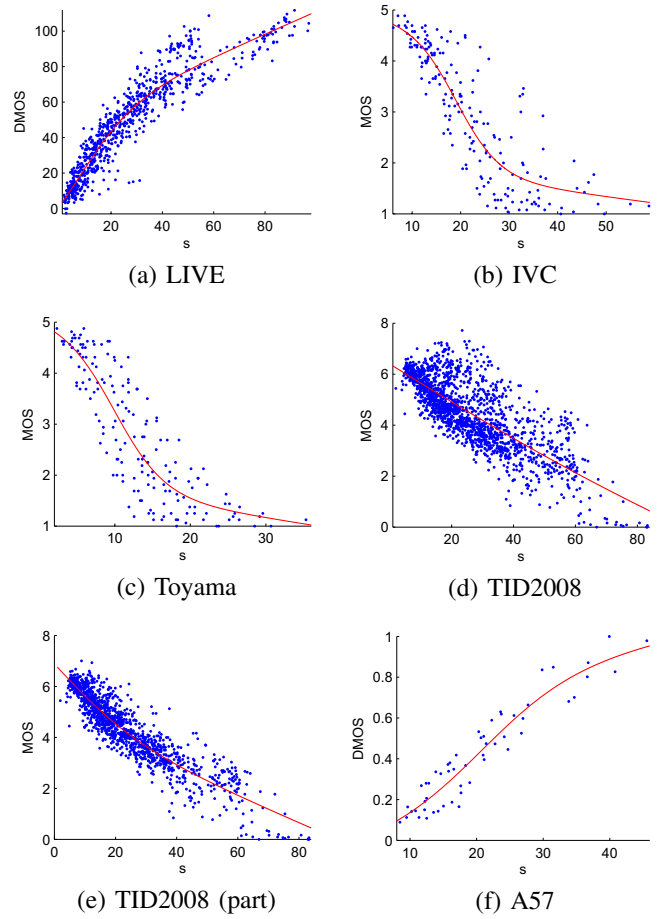 100
80
60
40
20
0
DMOS
20 40 60 80
s
(a) LIVE
5
4
3
2
1
MOS
10 20 30 40 50
s
(b) IVC
5
4
3
2
1
MOS
10 20 30
s
(c) Toyama
8
6
4
2
0
MOS
20 40 60 80
s
(d) TID2008
8
6
4
2
0
MOS
0 20 40 60 80
s
(e) TID2008 (part)
1
0.8
0.6
0.4
0.2
0
DMOS
10 20 30 40
s
(f) A57